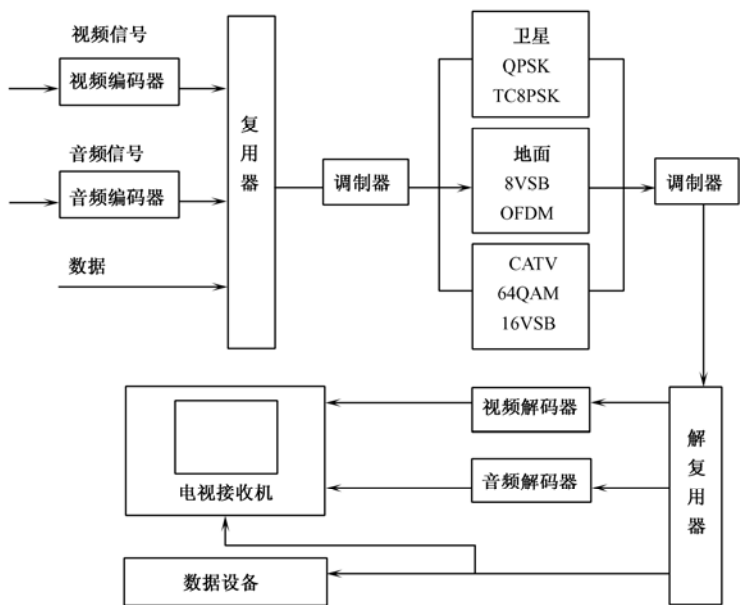 视频信号
视频编码器
音频信号
音频编码器
数据
复用器
调制器
卫星
QPSK
TC8PSK
地面
8VSB
OFDM
CATV
64QAM
16VSB
调制器
解复用器
视频解码器
音频解码器
电视接收机
数据设备